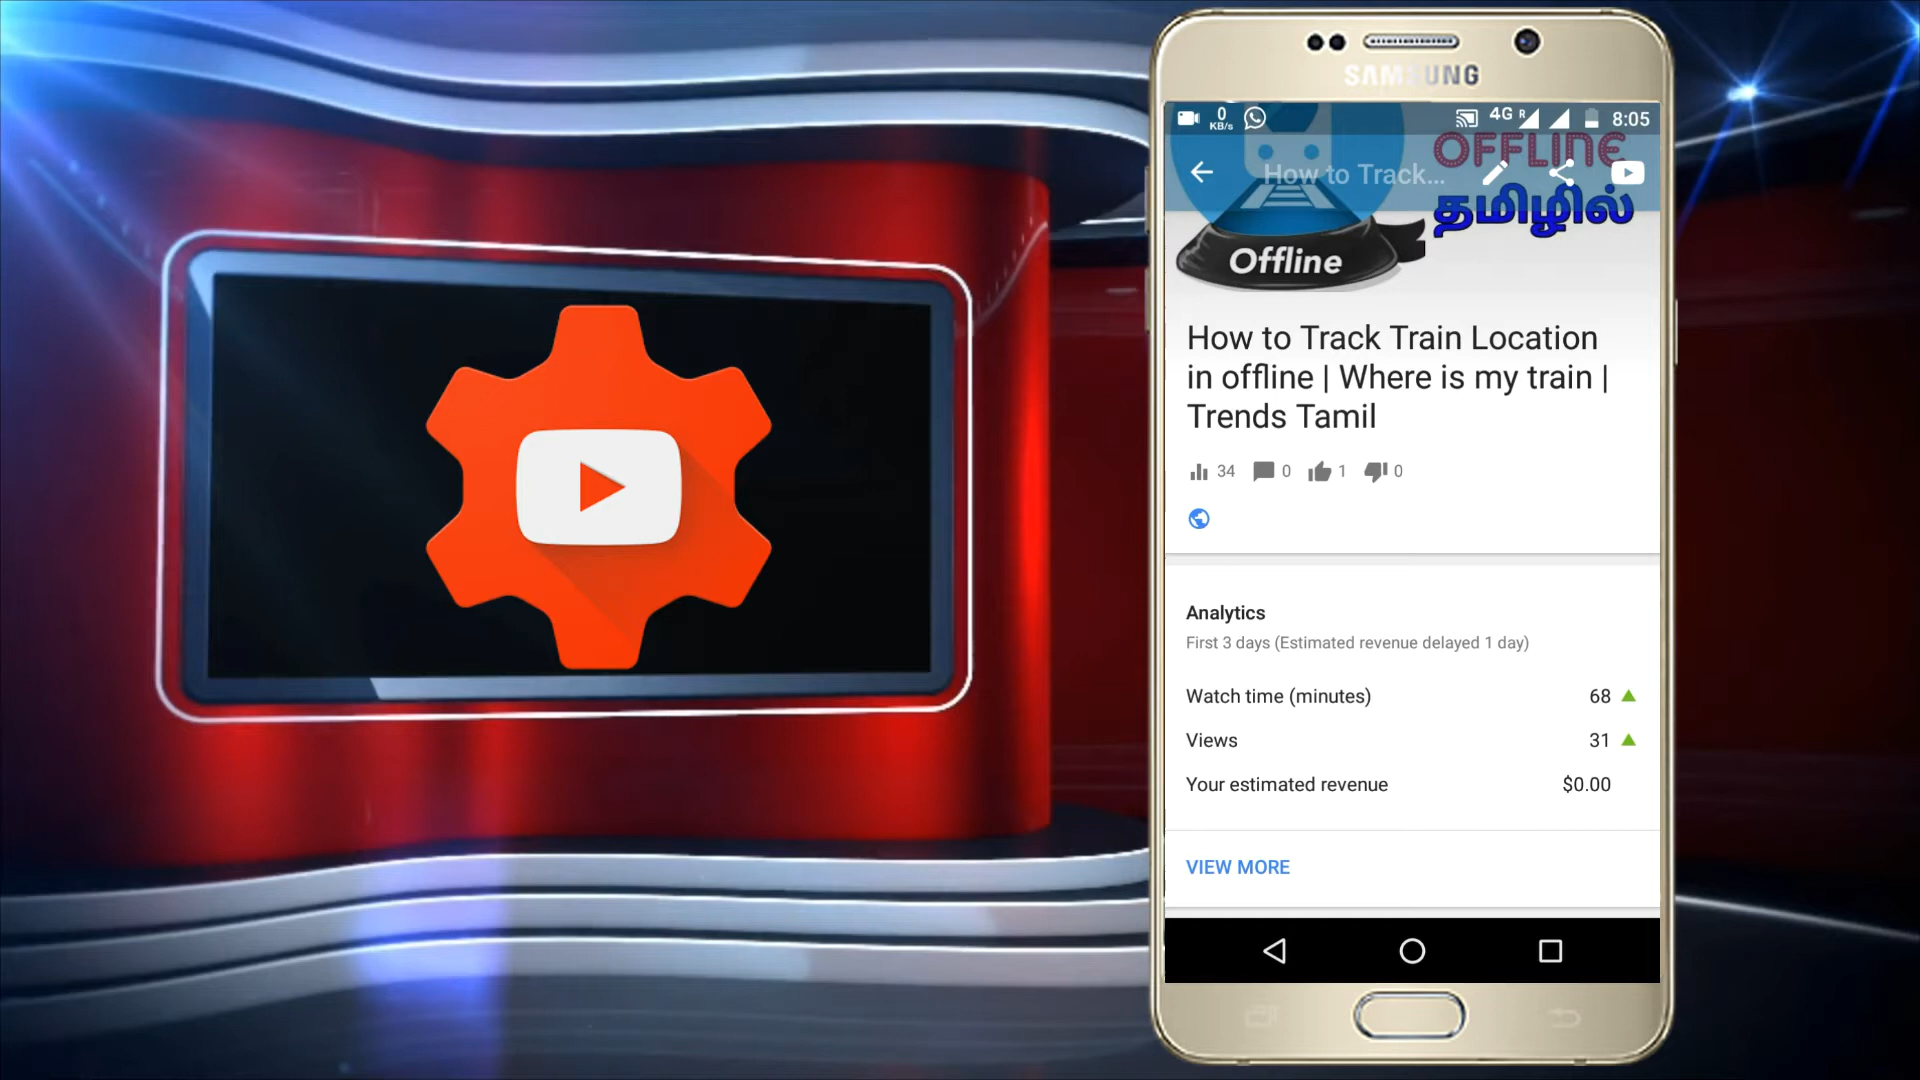 SAMSUNG
0
KB/s
4G R
8:05
OFFLINE
How to Track...
தமிழில்
Offline
How to Track Train Location
in offline | Where is my train |
Trends Tamil
34 0 1 0
Analytics
First 3 days (Estimated revenue delayed 1 day)
Watch time (minutes) 68
Views 31
Your estimated revenue $0.00
VIEW MORE